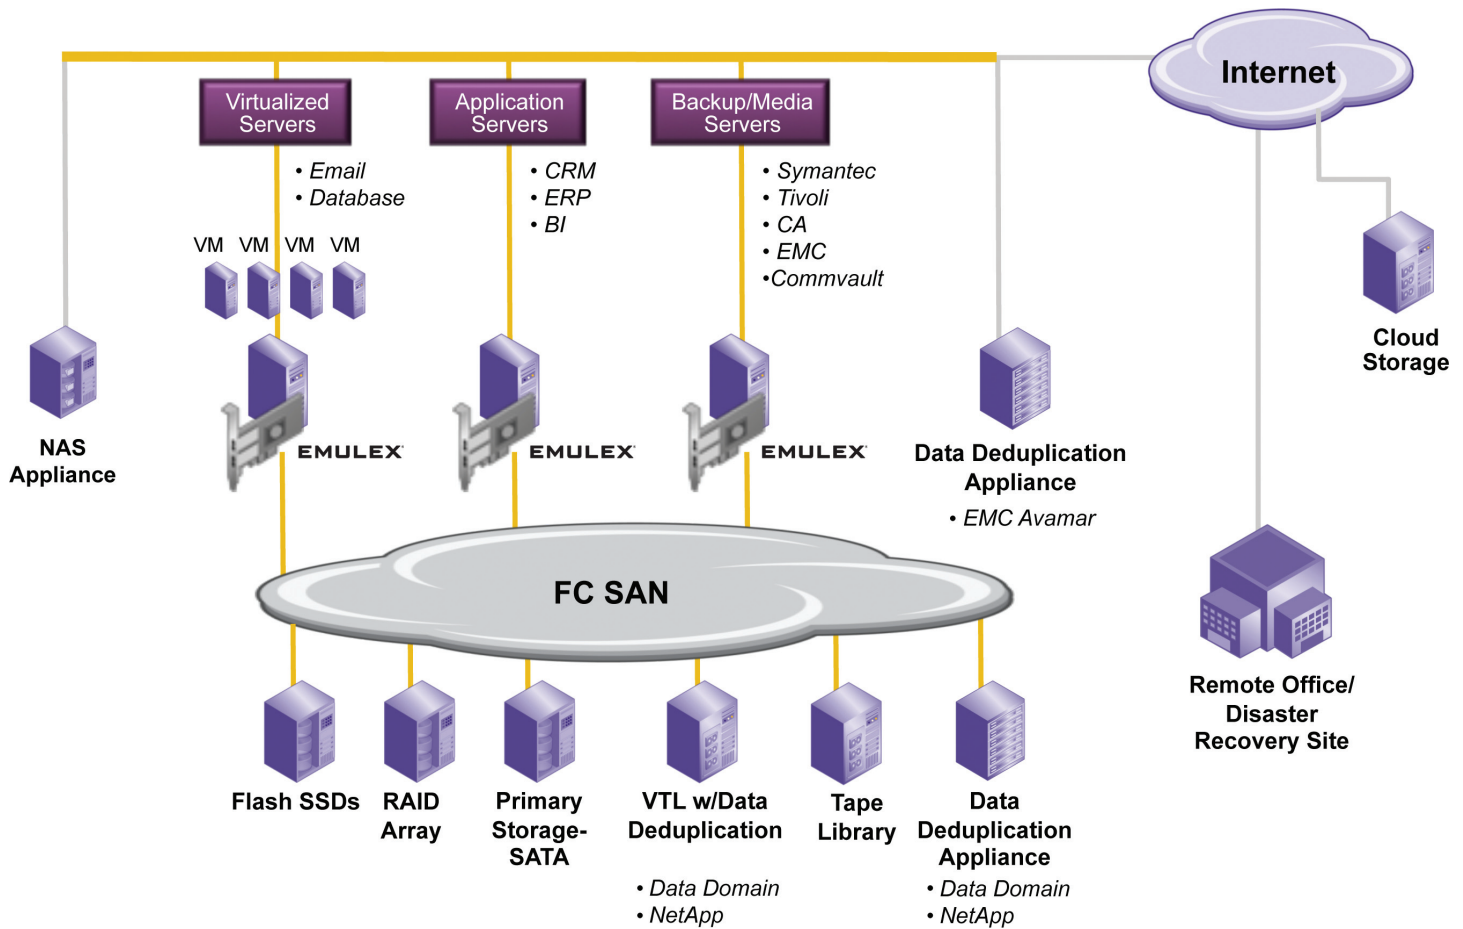 Internet
Virtualized
Servers
Application
Servers
Backup/Media
Servers
• Email
• Database
• CRM
• ERP
• BI
• Symantec
• Tivoli
• CA
• EMC
•Commvault
VM VM VM VM
NAS
Appliance
EMULEX
EMULEX
EMULEX
Data Deduplication
Appliance
• EMC Avamar
Cloud
Storage
FC SAN
Remote Office/
Disaster
Recovery Site
Flash SSDs
RAID
Array
Primary
Storage-
SATA
VTL w/Data
Deduplication
• Data Domain
• NetApp
Tape
Library
Data
Deduplication
Appliance
• Data Domain
• NetApp